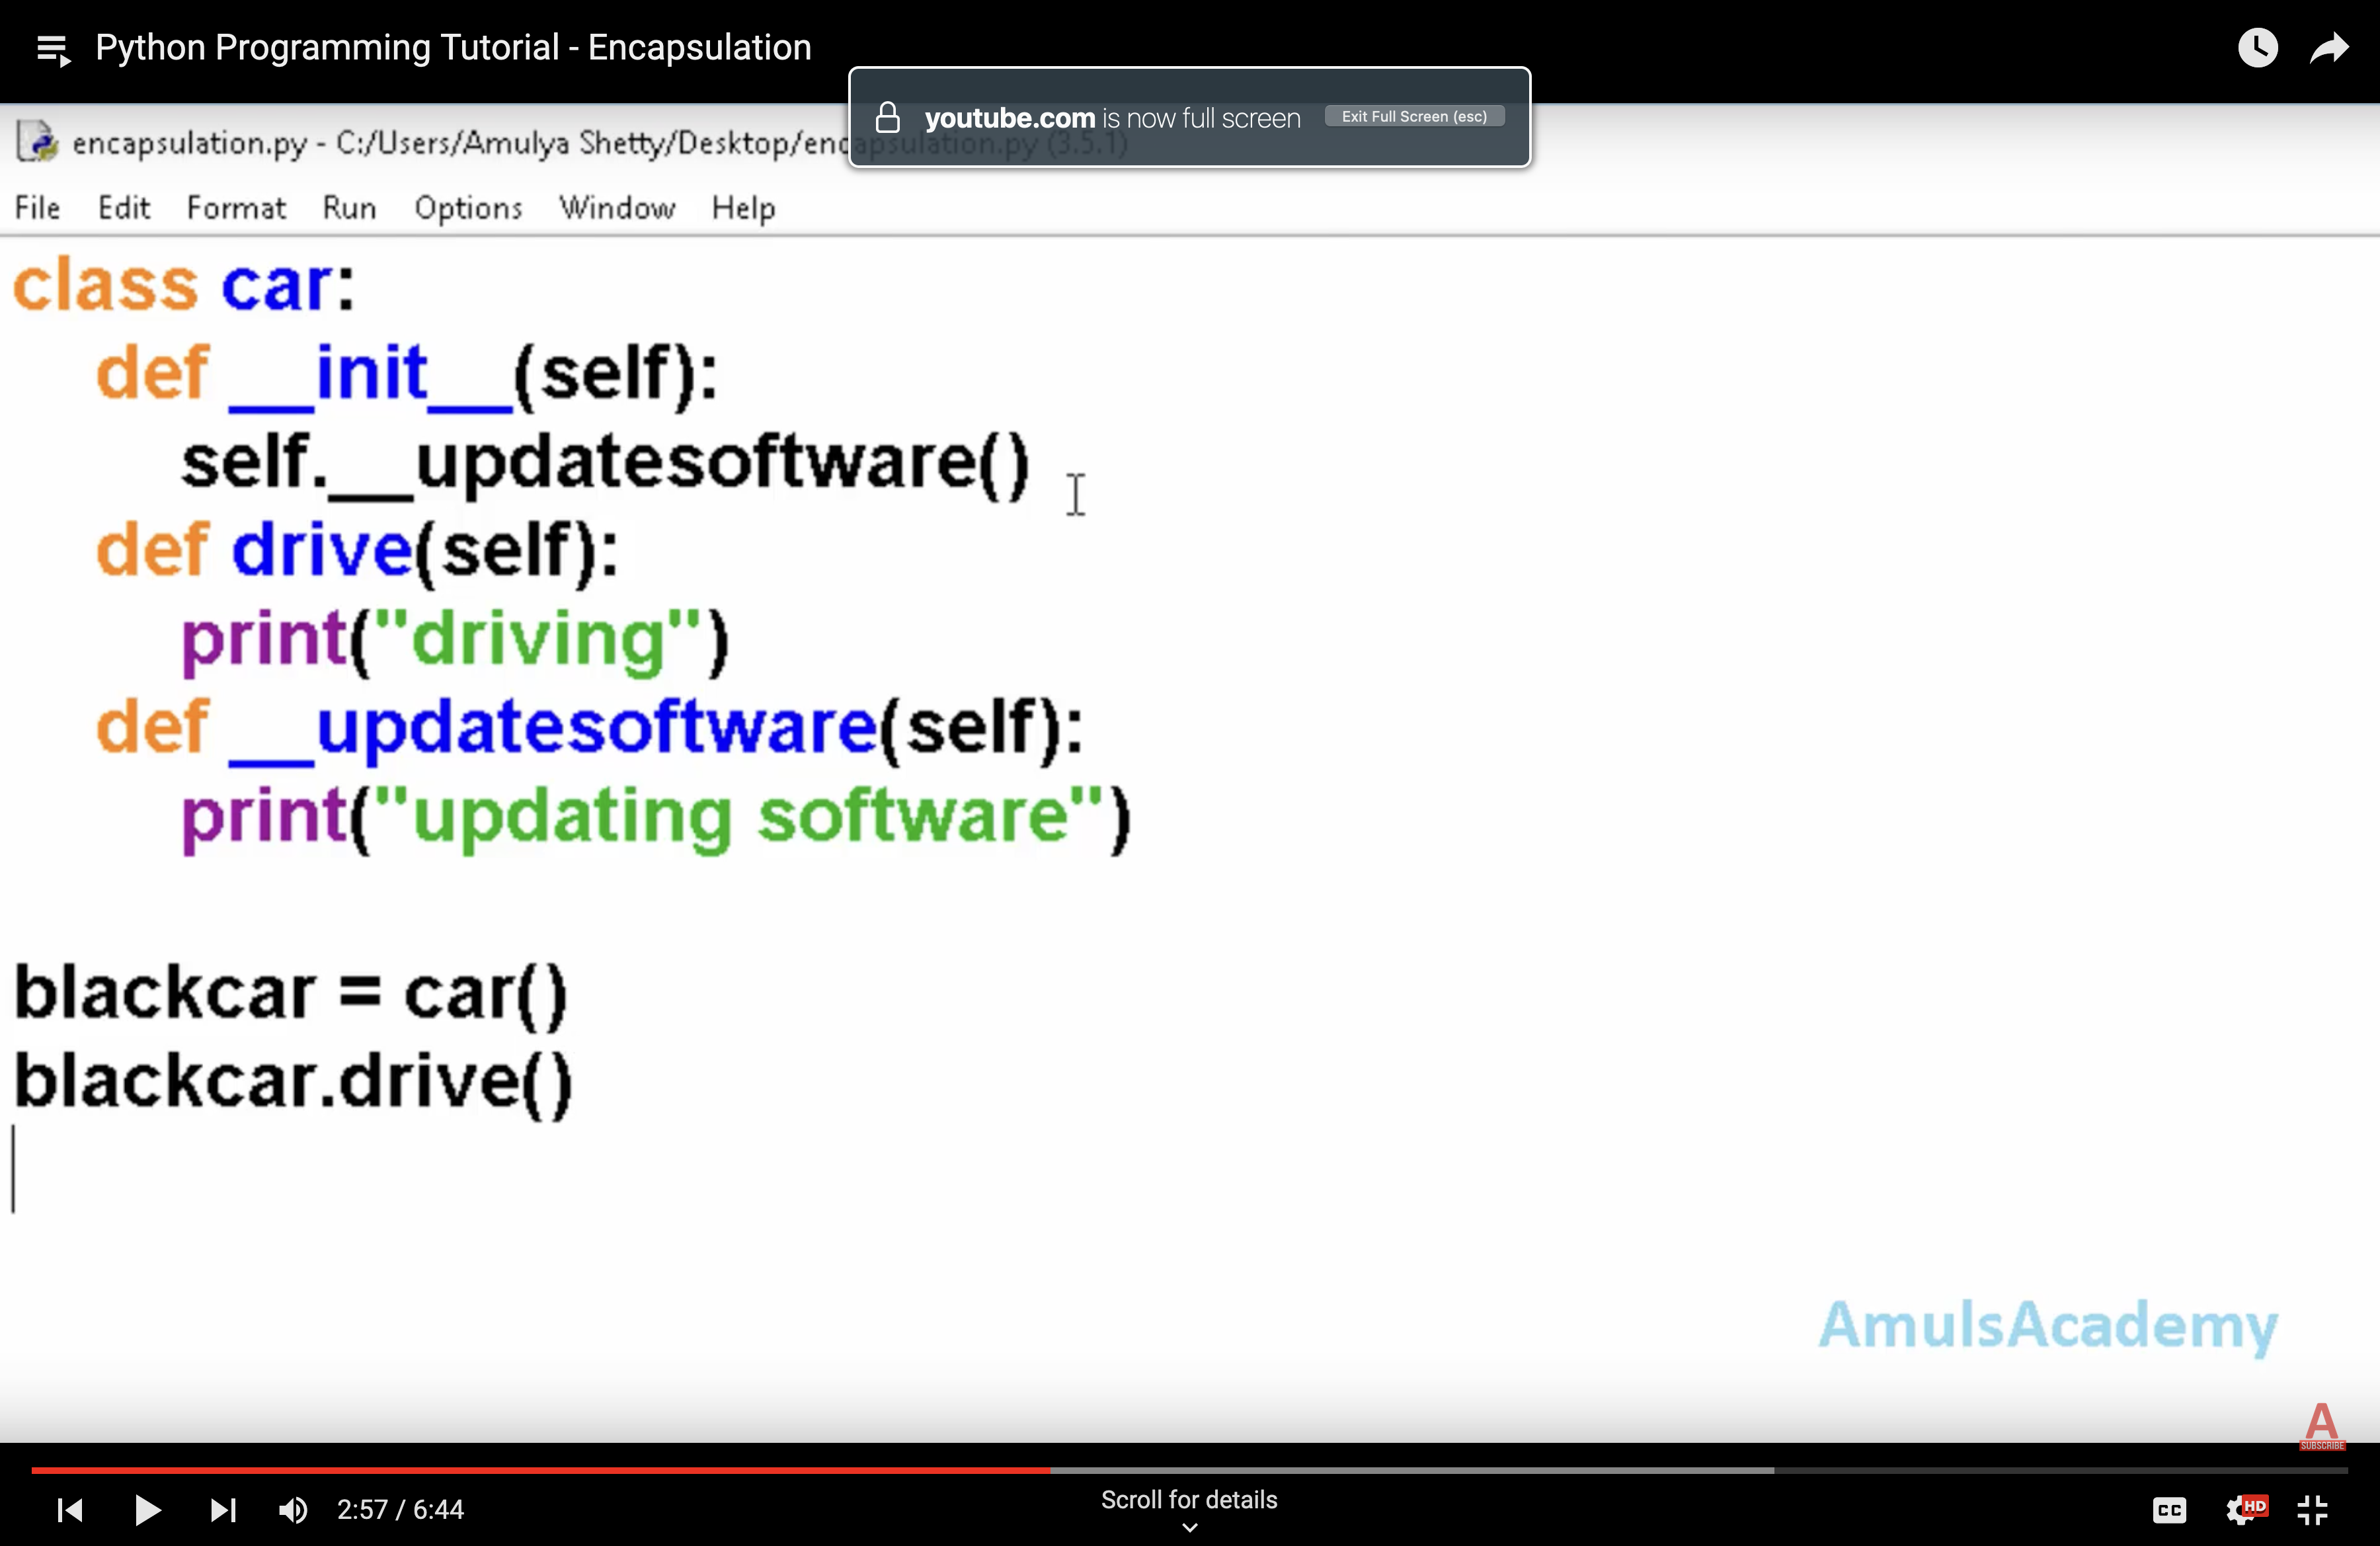 Python Programming Tutorial - Encapsulation
youtube.com is now full screen Exit Full Screen (esc)
encapsulation.py - C:/Users/Amulya Shetty/Desktop/encapsulation.py (3.5.1)
File Edit Format Run Options Window Help
class car:
def __init__(self):
self.__updatesoftware()
def drive(self):
print("driving")
def __updatesoftware(self):
print("updating software")
blackcar = car()
blackcar.drive()
AmulsAcademy
A
SUBSCRIBE
2:57 / 6:44
Scroll for details
CC
HD